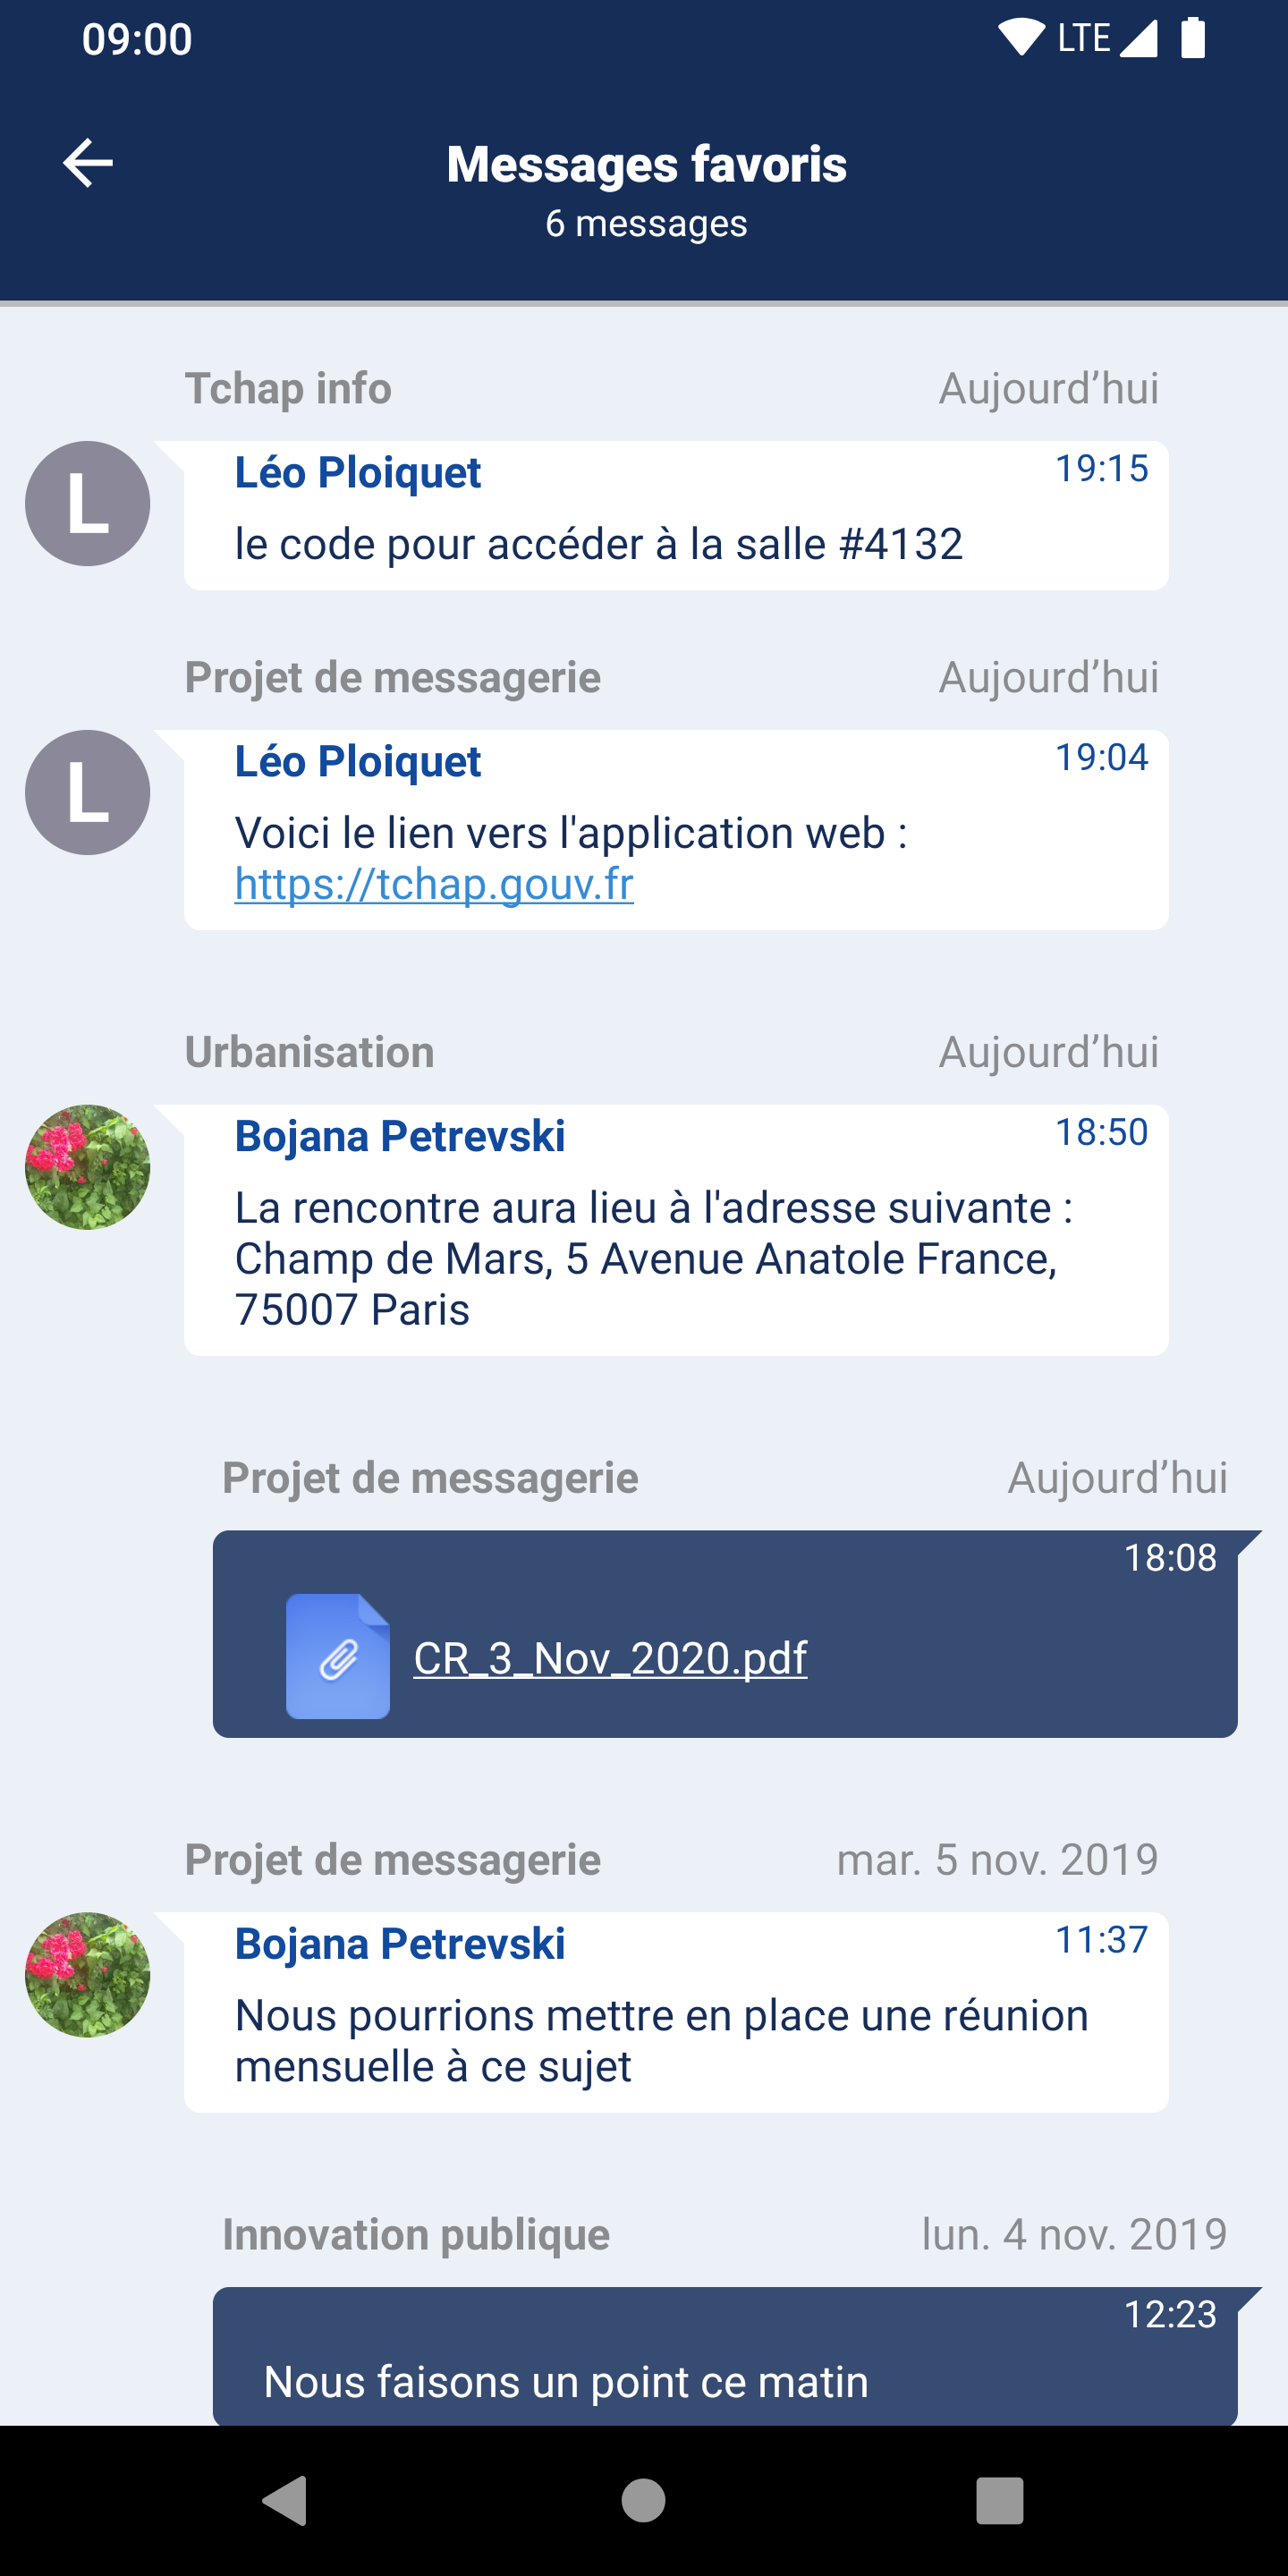 09:00
LTE
Messages favoris
6 messages
Tchap info
Aujourd’hui
L
Léo Ploiquet
19:15
le code pour accéder à la salle #4132
Projet de messagerie
Aujourd’hui
L
Léo Ploiquet
19:04
Voici le lien vers l'application web :
https://tchap.gouv.fr
Urbanisation
Aujourd’hui
Bojana Petrevski
18:50
La rencontre aura lieu à l'adresse suivante :
Champ de Mars, 5 Avenue Anatole France,
75007 Paris
Projet de messagerie
Aujourd’hui
18:08
CR_3_Nov_2020.pdf
Projet de messagerie
mar. 5 nov. 2019
Bojana Petrevski
11:37
Nous pourrions mettre en place une réunion
mensuelle à ce sujet
Innovation publique
lun. 4 nov. 2019
12:23
Nous faisons un point ce matin